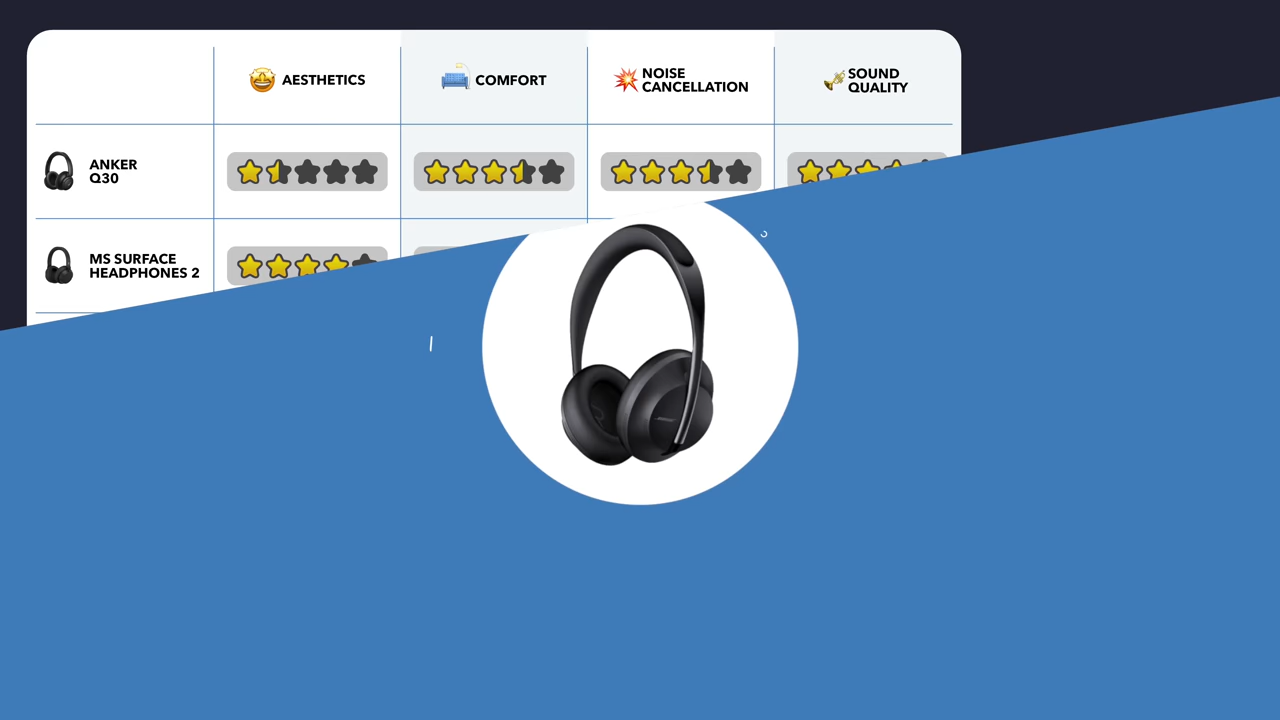 AESTHETICS
COMFORT
NOISE
CANCELLATION
SOUND
QUALITY
ANKER
Q30
MS SURFACE
HEADPHONES 2